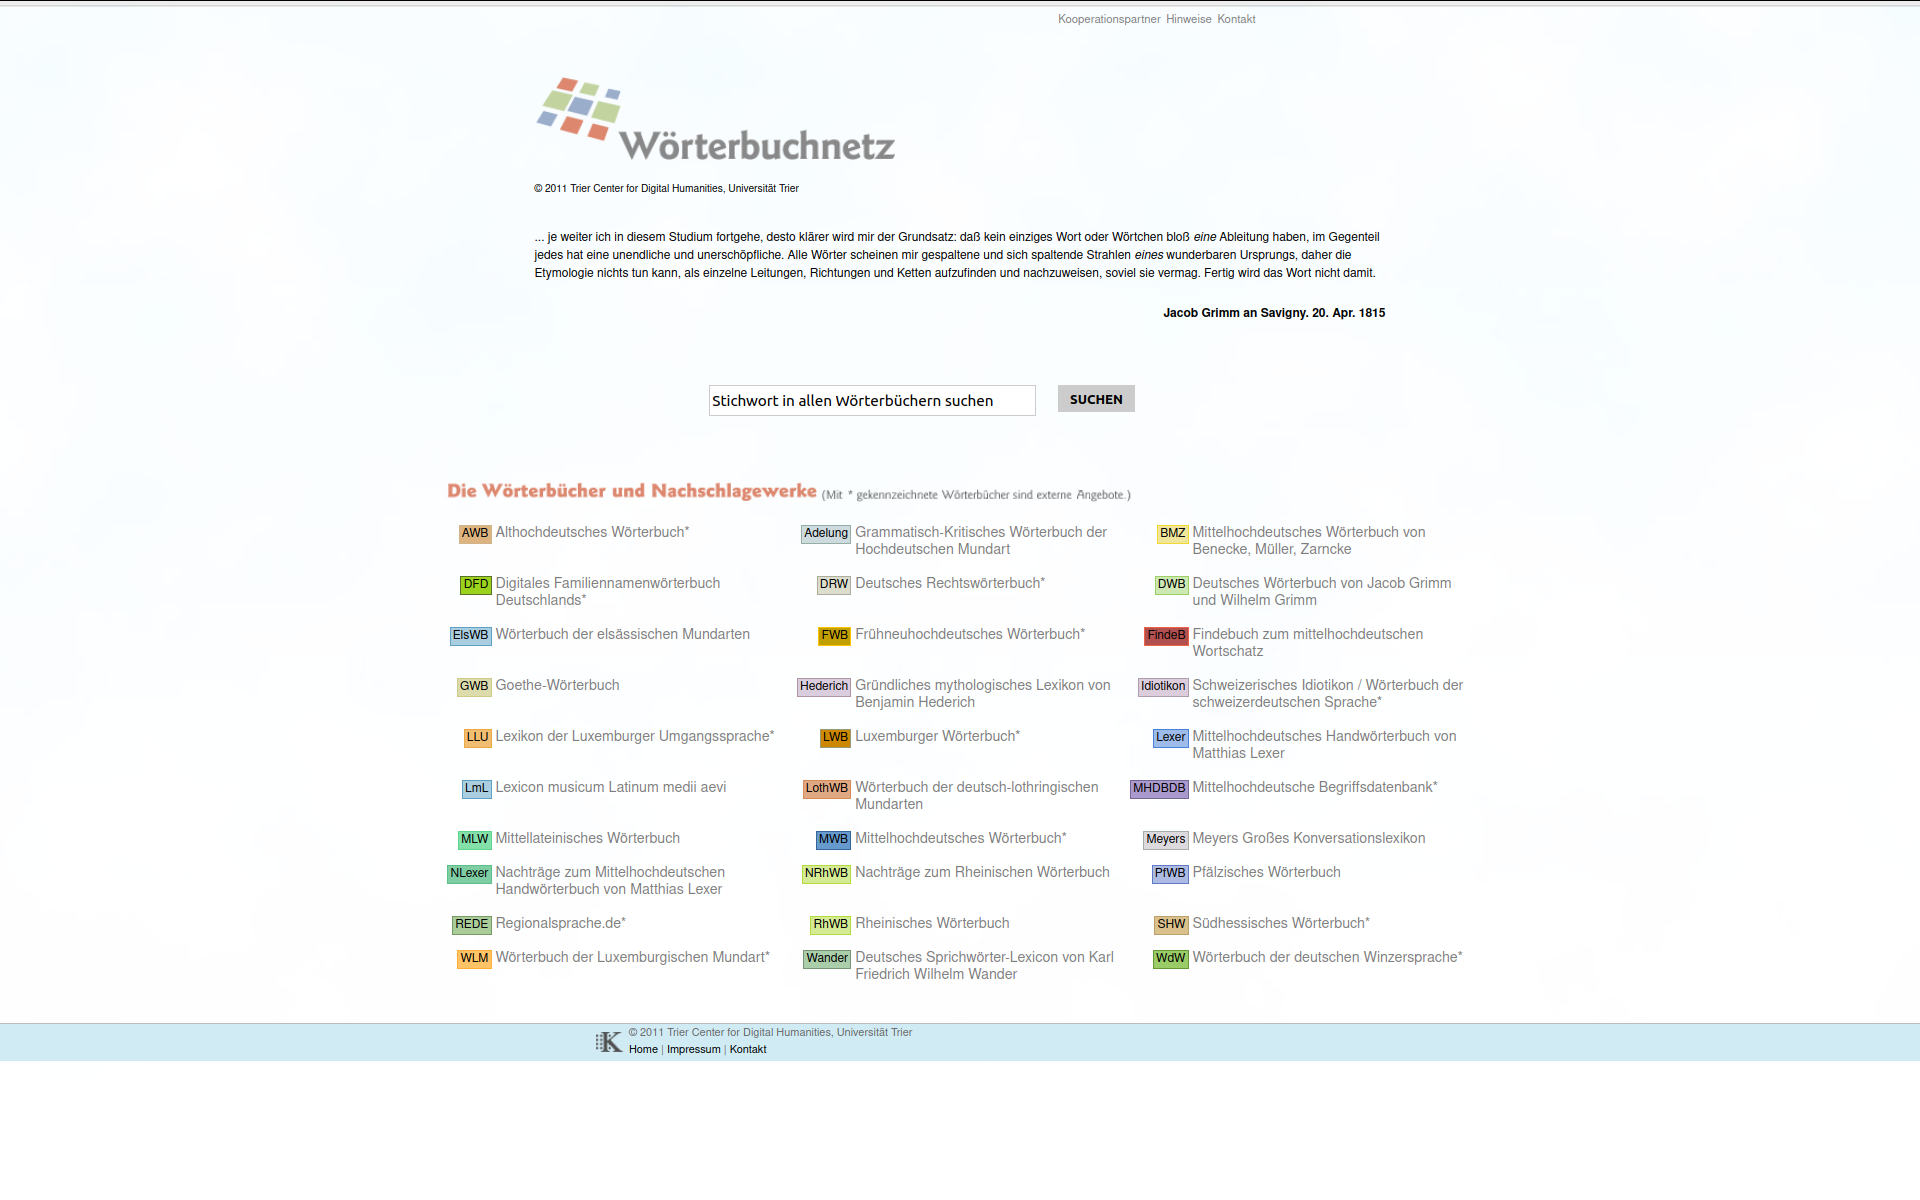 Kooperationspartner Hinweise Kontakt
Wörterbuchnetz
© 2011 Trier Center for Digital Humanities, Universität Trier
... je weiter ich in diesem Studium fortgehe, desto klärer wird mir der Grundsatz: daß kein einziges Wort oder Wörtchen bloß eine Ableitung haben, im Gegenteil
jedes hat eine unendliche und unerschöpfliche. Alle Wörter scheinen mir gespaltene und sich spaltende Strahlen eines wunderbaren Ursprungs, daher die
Etymologie nichts tun kann, als einzelne Leitungen, Richtungen und Ketten aufzufinden und nachzuweisen, soviel sie vermag. Fertig wird das Wort nicht damit.
Jacob Grimm an Savigny. 20. Apr. 1815
Stichwort in allen Wörterbüchern suchen SUCHEN
Die Wörterbücher und Nachschlagewerke (Mit * gekennzeichnete Wörterbücher sind externe Angebote.)
AWB Althochdeutsches Wörterbuch*
Adelung Grammatisch-Kritisches Wörterbuch der
Hochdeutschen Mundart
BMZ Mittelhochdeutsches Wörterbuch von
Benecke, Müller, Zarncke
DFD Digitales Familiennamenwörterbuch
Deutschlands*
DRW Deutsches Rechtswörterbuch*
DWB Deutsches Wörterbuch von Jacob Grimm
und Wilhelm Grimm
ElsWB Wörterbuch der elsässischen Mundarten
FWB Frühneuhochdeutsches Wörterbuch*
FindeB Findebuch zum mittelhochdeutschen
Wortschatz
GWB Goethe-Wörterbuch
Hederich Gründliches mythologisches Lexikon von
Benjamin Hederich
Idiotikon Schweizerisches Idiotikon / Wörterbuch der
schweizerdeutschen Sprache*
LLU Lexikon der Luxemburger Umgangssprache*
LWB Luxemburger Wörterbuch*
Lexer Mittelhochdeutsches Handwörterbuch von
Matthias Lexer
LmL Lexicon musicum Latinum medii aevi
LothWB Wörterbuch der deutsch-lothringischen
Mundarten
MHDBDB Mittelhochdeutsche Begriffsdatenbank*
MLW Mittellateinisches Wörterbuch
MWB Mittelhochdeutsches Wörterbuch*
Meyers Meyers Großes Konversationslexikon
NLexer Nachträge zum Mittelhochdeutschen
Handwörterbuch von Matthias Lexer
NRhWB Nachträge zum Rheinischen Wörterbuch
PfWB Pfälzisches Wörterbuch
REDE Regionalsprache.de*
RhWB Rheinisches Wörterbuch
SHW Südhessisches Wörterbuch*
WLM Wörterbuch der Luxemburgischen Mundart*
Wander Deutsches Sprichwörter-Lexicon von Karl
Friedrich Wilhelm Wander
WdW Wörterbuch der deutschen Winzersprache*
K © 2011 Trier Center for Digital Humanities, Universität Trier
Home | Impressum | Kontakt